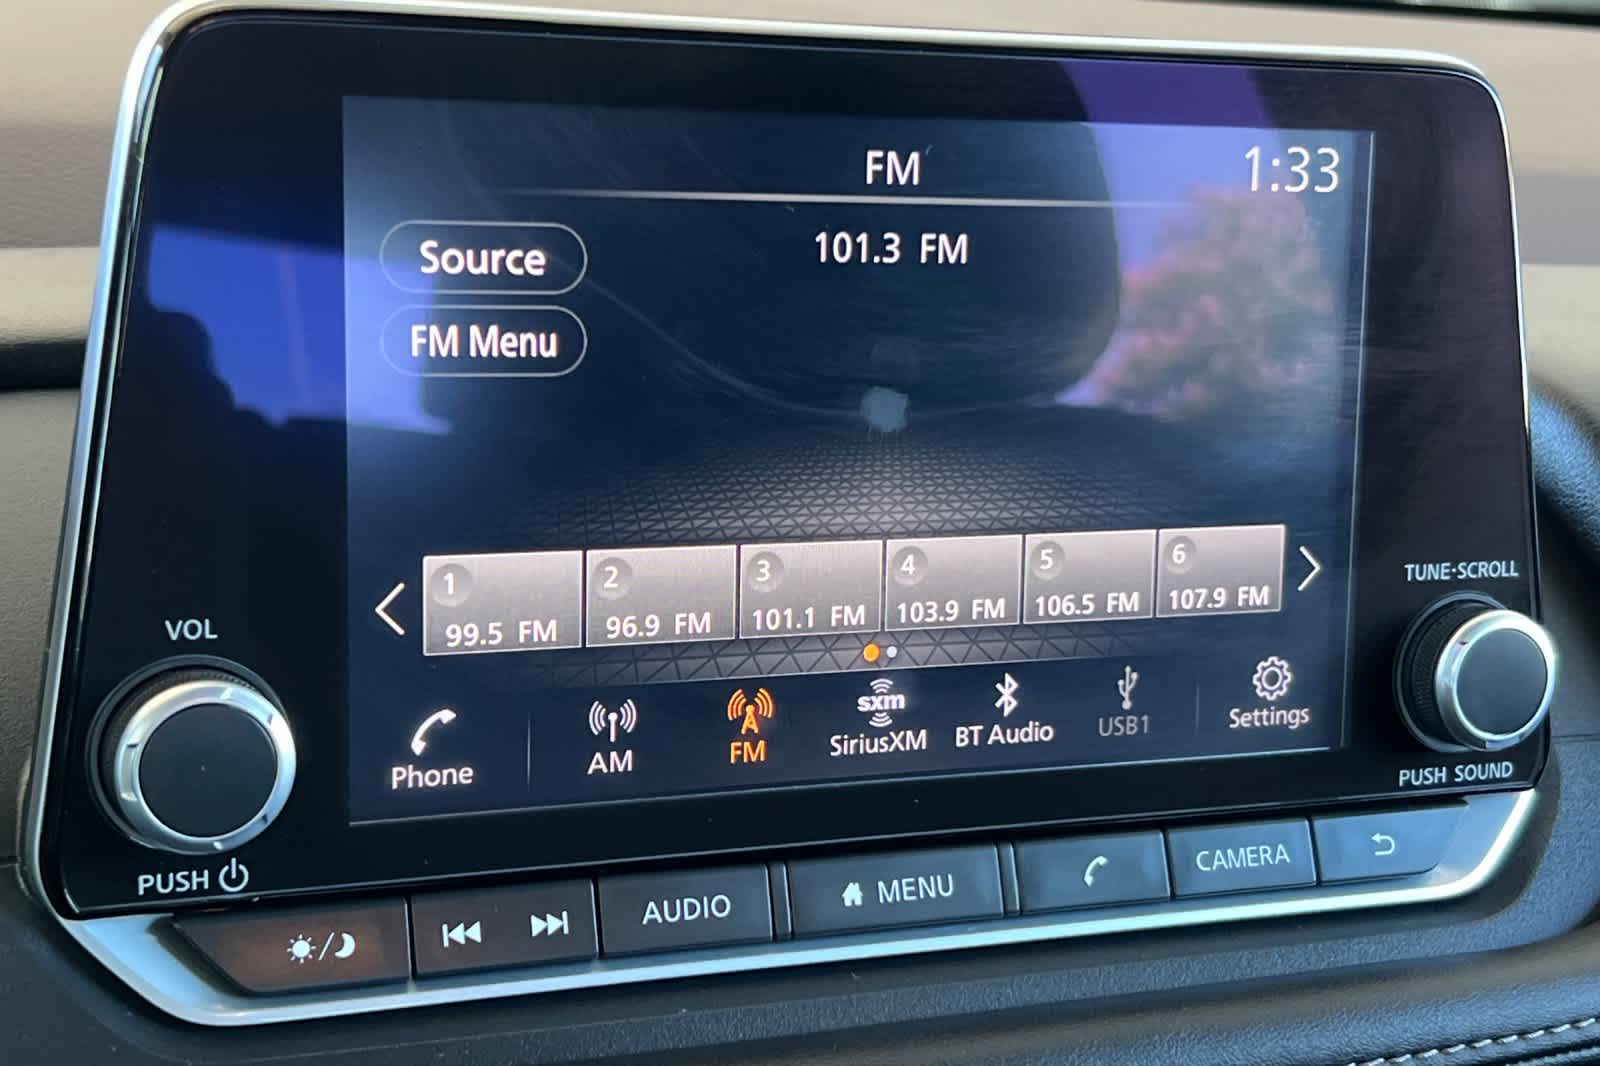 FM
1:33
Source
101.3 FM
FM Menu
1 2 3 4 5 6
99.5 FM 96.9 FM 101.1 FM 103.9 FM 106.5 FM 107.9 FM
VOL
TUNE·SCROLL
sxm
Phone AM FM SiriusXM BT Audio USB1 Settings
PUSH
PUSH SOUND
AUDIO MENU CAMERA